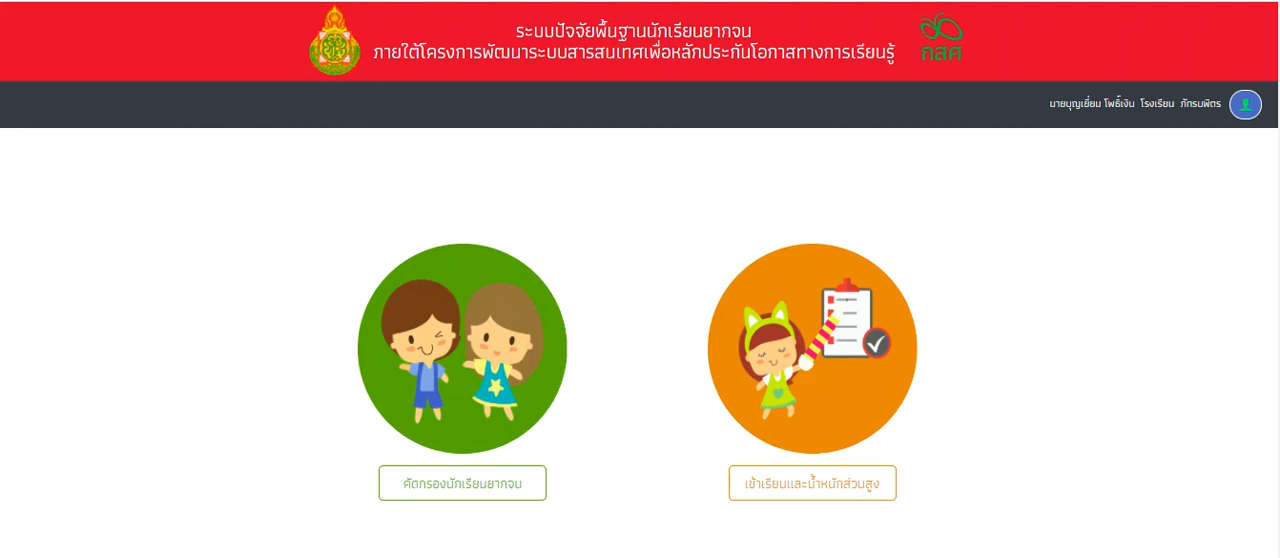 ระบบปัจจัยพื้นฐานนักเรียนยากจน
ภายใต้โครงการพัฒนาระบบสารสนเทศเพื่อหลักประกันโอกาสทางการเรียนรู้
กสศ
นายบุญเยี่ยม โพธิ์เงิน โรงเรียน ภัทรบพิตร
คัดกรองนักเรียนยากจน
เข้าเรียนและน้ำหนักส่วนสูง